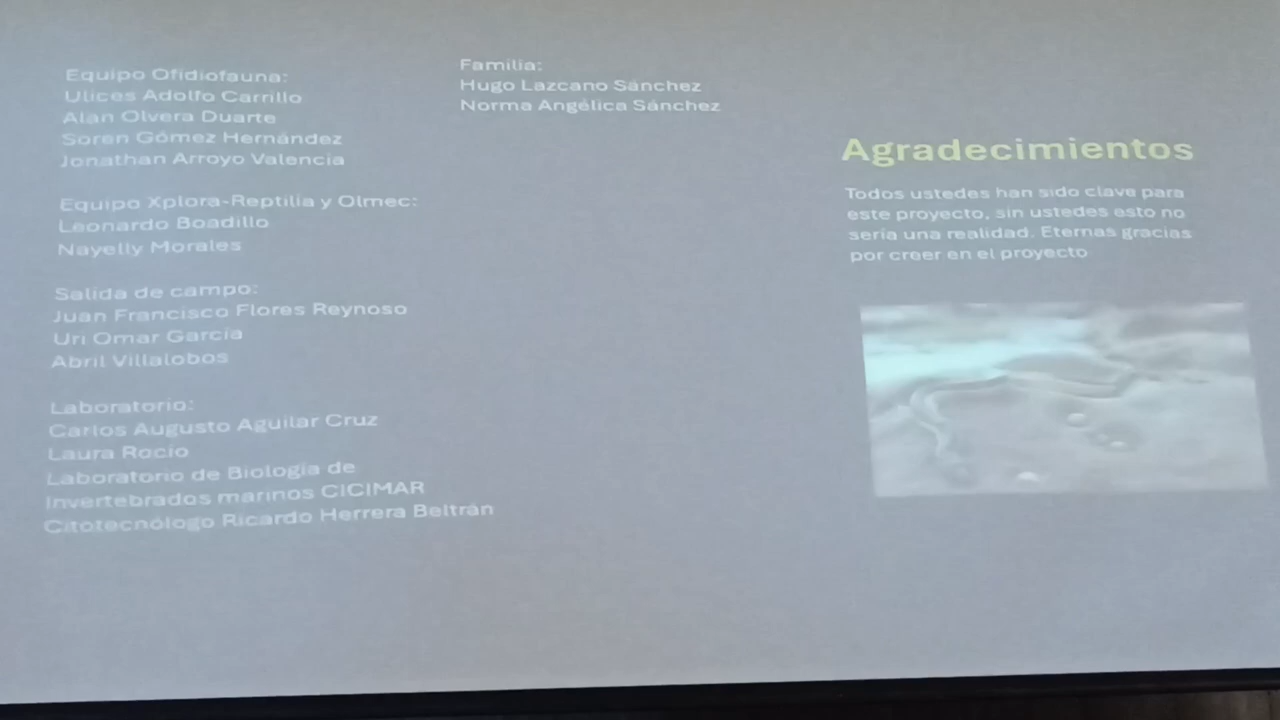 Equipo Ofidiofauna:
Ulices Adolfo Carrillo
Alan Olvera Duarte
Soren Gómez Hernández
Jonathan Arroyo Valencia
Equipo Xplora-Reptilia y Olmec:
Leonardo Boadillo
Nayelly Morales
Salida de campo:
Juan Francisco Flores Reynoso
Uri Omar García
Abril Villalobos
Laboratorio:
Carlos Augusto Aguilar Cruz
Laura Rocío
Laboratorio de Biología de
Invertebrados marinos CICIMAR
Citotecnólogo Ricardo Herrera Beltrán
Familia:
Hugo Lazcano Sánchez
Norma Angélica Sánchez
Agradecimientos
Todos ustedes han sido clave para
este proyecto, sin ustedes esto no
sería una realidad. Eternas gracias
por creer en el proyecto